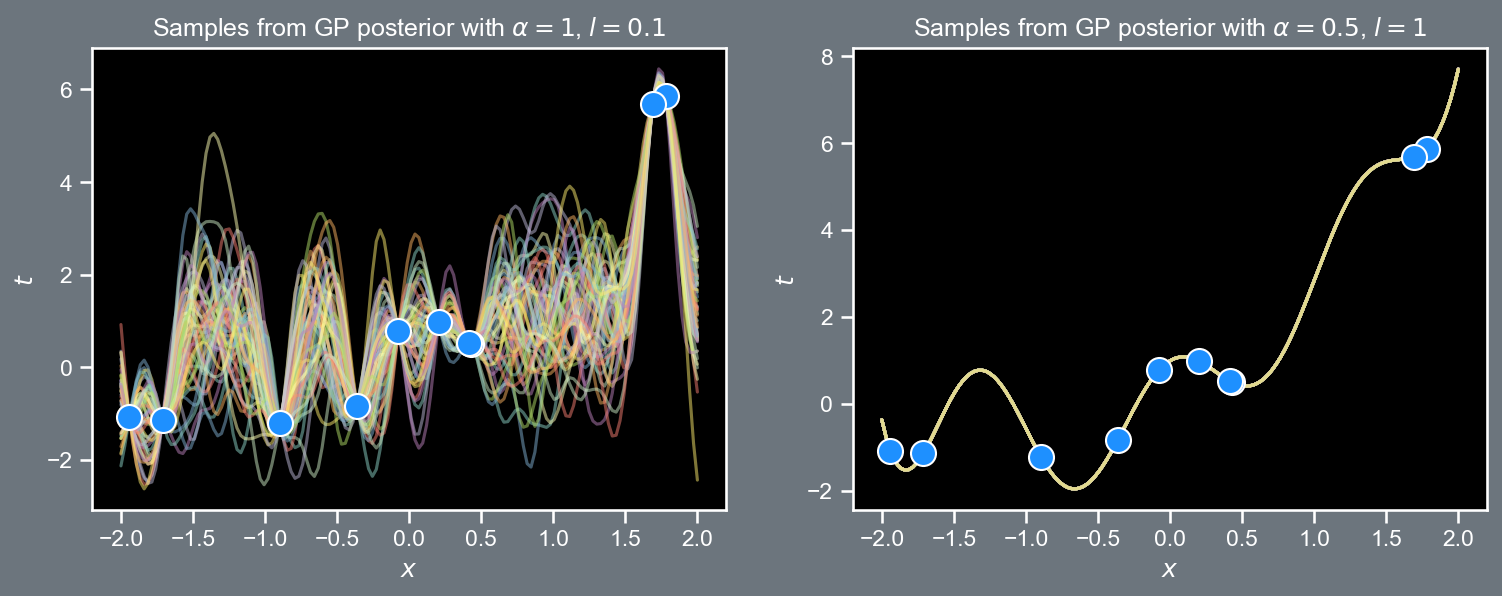 Samples from GP posterior with α = 1, l = 0.1
t
6
4
2
0
−2
−2.0 −1.5 −1.0 −0.5 0.0 0.5 1.0 1.5 2.0
x
Samples from GP posterior with α = 0.5, l = 1
t
8
6
4
2
0
−2
−2.0 −1.5 −1.0 −0.5 0.0 0.5 1.0 1.5 2.0
x